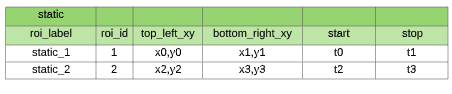 static
roi_label roi_id top_left_xy bottom_right_xy start stop
static_1 1 x0,y0 x1,y1 t0 t1
static_2 2 x2,y2 x3,y3 t2 t3